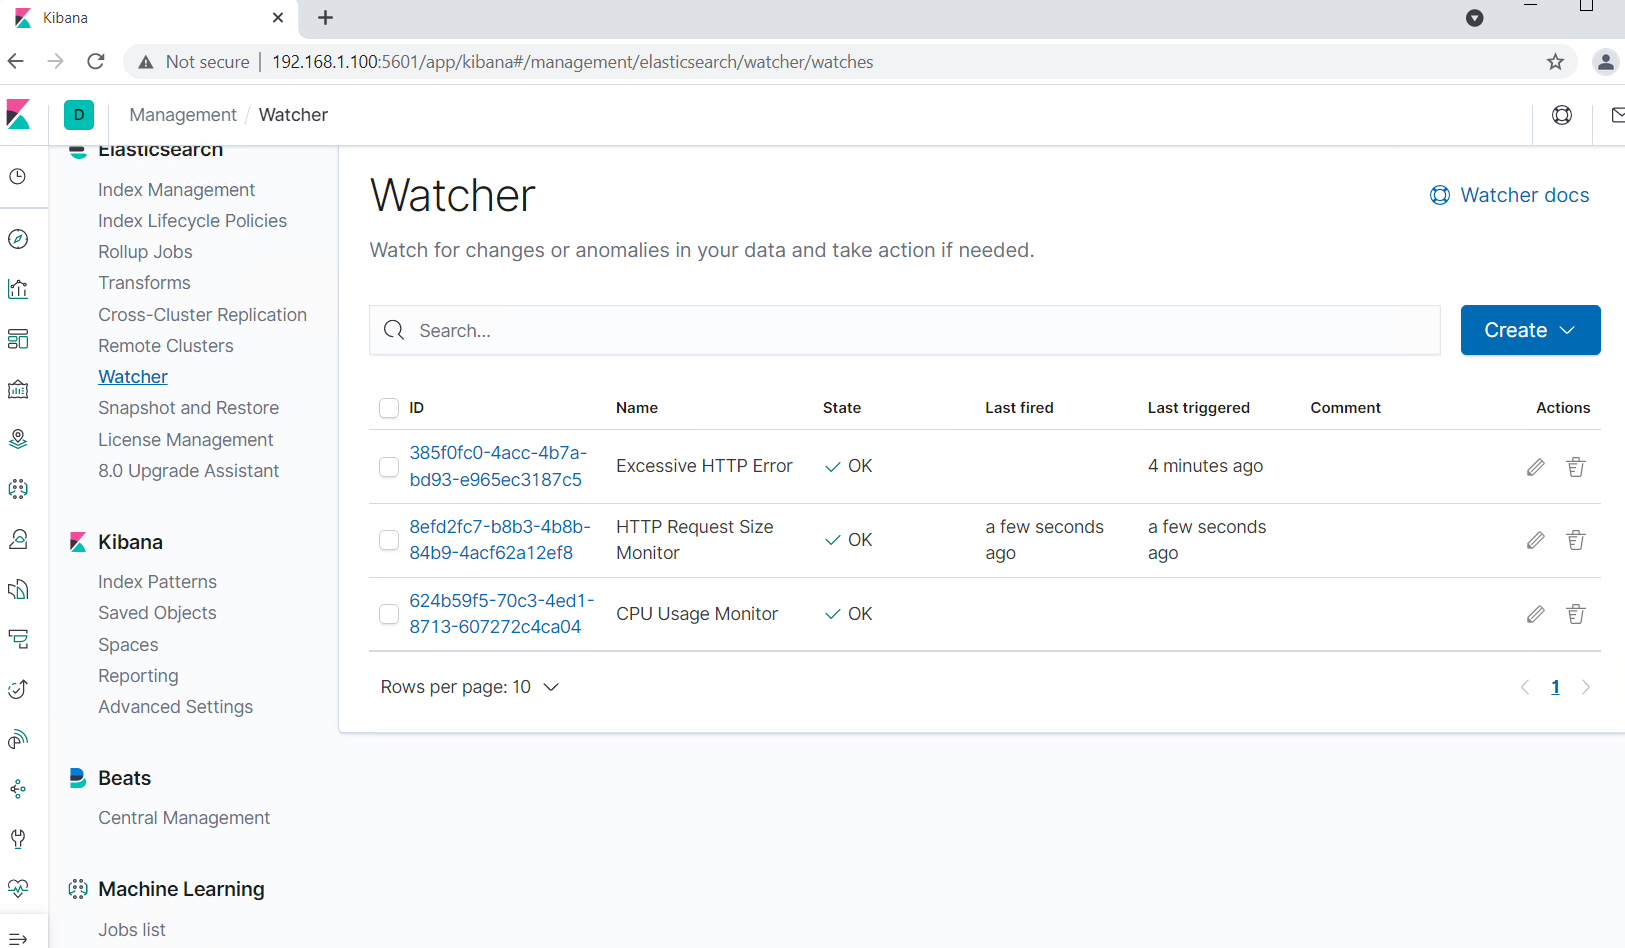 Kibana
Not secure
192.168.1.100:5601/app/kibana#/management/elasticsearch/watcher/watches
D
Management / Watcher
Elasticsearch
Index Management
Index Lifecycle Policies
Rollup Jobs
Transforms
Cross-Cluster Replication
Remote Clusters
Watcher
Snapshot and Restore
License Management
8.0 Upgrade Assistant
Kibana
Index Patterns
Saved Objects
Spaces
Reporting
Advanced Settings
Beats
Central Management
Machine Learning
Jobs list
Watcher
Watcher docs
Watch for changes or anomalies in your data and take action if needed.
Search...
Create
ID Name State Last fired Last triggered Comment Actions
385f0fc0-4acc-4b7a-
bd93-e965ec3187c5
Excessive HTTP Error
OK
4 minutes ago
8efd2fc7-b8b3-4b8b-
84b9-4acf62a12ef8
HTTP Request Size
Monitor
OK
a few seconds
ago
a few seconds
ago
624b59f5-70c3-4ed1-
8713-607272c4ca04
CPU Usage Monitor
OK
Rows per page: 10
1